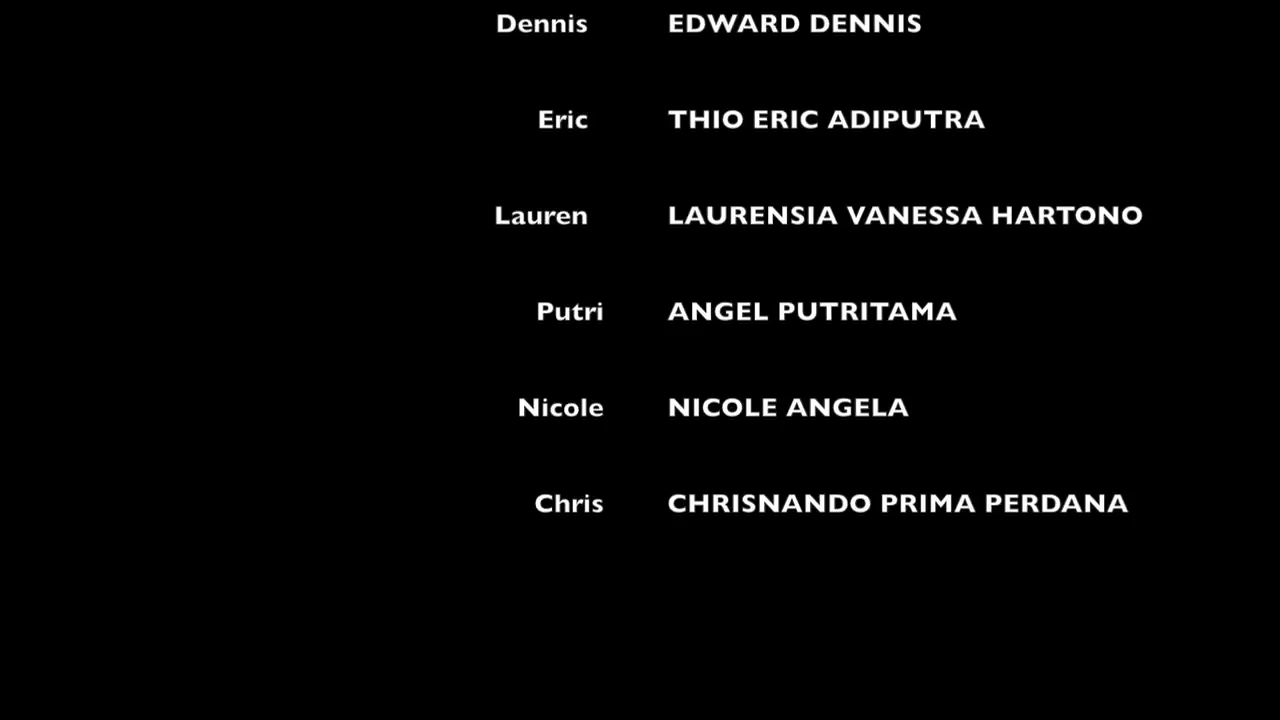 Dennis EDWARD DENNIS
Eric THIO ERIC ADIPUTRA
Lauren LAURENSIA VANESSA HARTONO
Putri ANGEL PUTRITAMA
Nicole NICOLE ANGELA
Chris CHRISNANDO PRIMA PERDANA